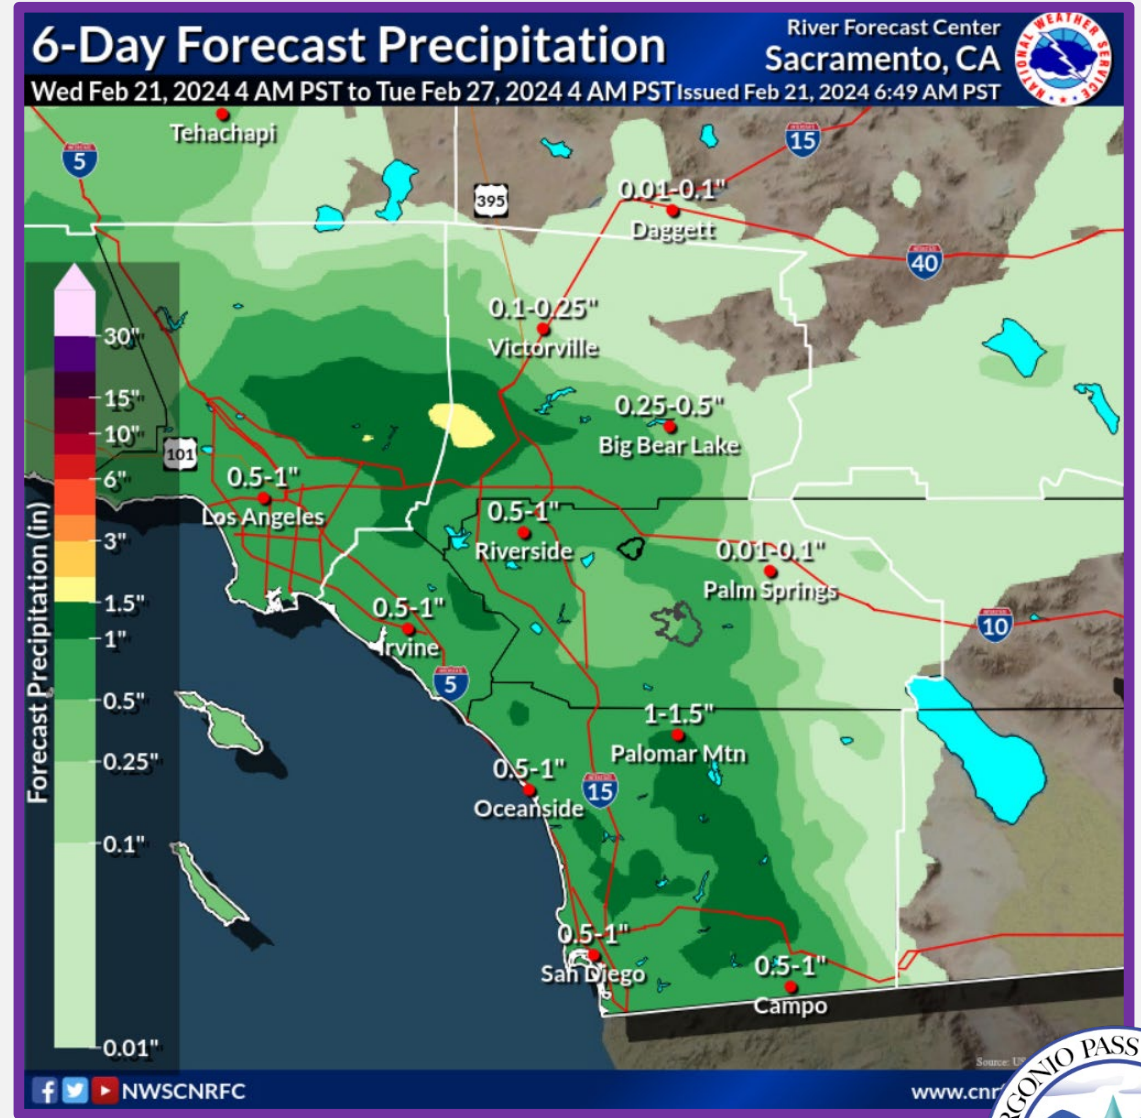 6-Day Forecast Precipitation
River Forecast Center
Sacramento, CA
NATIONAL WEATHER SERVICE
Wed Feb 21, 2024 4 AM PST to Tue Feb 27, 2024 4 AM PST
Issued Feb 21, 2024 6:49 AM PST
Tehachapi
5
15
395
0.01-0.1"
Daggett
40
0.1-0.25"
Victorville
0.25-0.5"
Big Bear Lake
101
0.5-1"
Los Angeles
0.5-1"
Riverside
0.01-0.1"
Palm Springs
0.5-1"
Irvine
10
5
1-1.5"
Palomar Mtn
0.5-1"
Oceanside
15
0.5-1"
San Diego
0.5-1"
Campo
Forecast Precipitation (in)
30"
15"
10"
6"
3"
1.5"
1"
0.5"
0.25"
0.1"
0.01"
Source:
NWSCNRFC
PASS